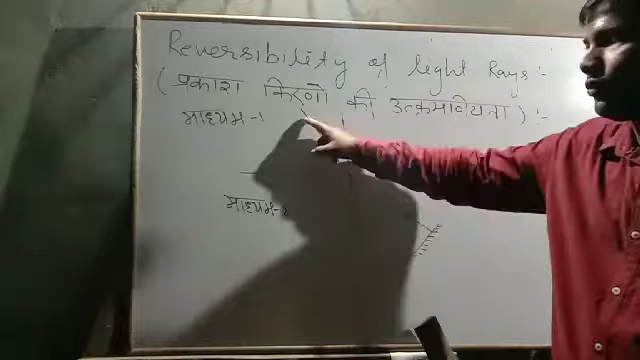 Reversibility of light Rays :-
( प्रकाश किरणो की उत्क्रमणीयता ) :-
माध्यम-1
माध्यम-2